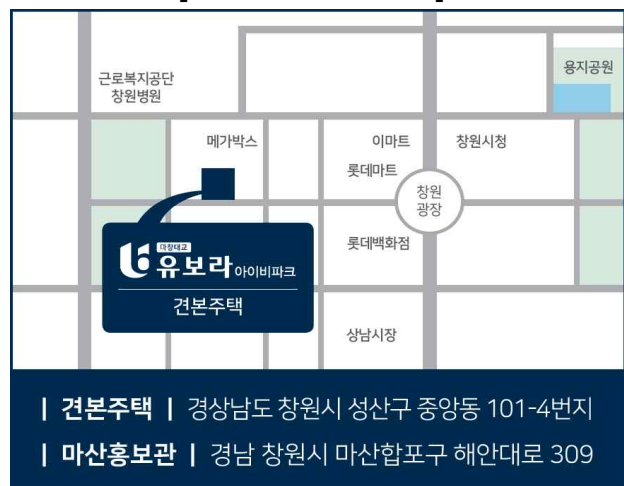 용지공원
근로복지공단
창원병원
메가박스
이마트
창원시청
롯데마트
창원
광장
롯데백화점
마창대교
유보라 아이비파크
견본주택
상남시장
| 견본주택 | 경상남도 창원시 성산구 중앙동 101-4번지
| 마산홍보관 | 경남 창원시 마산합포구 해안대로 309